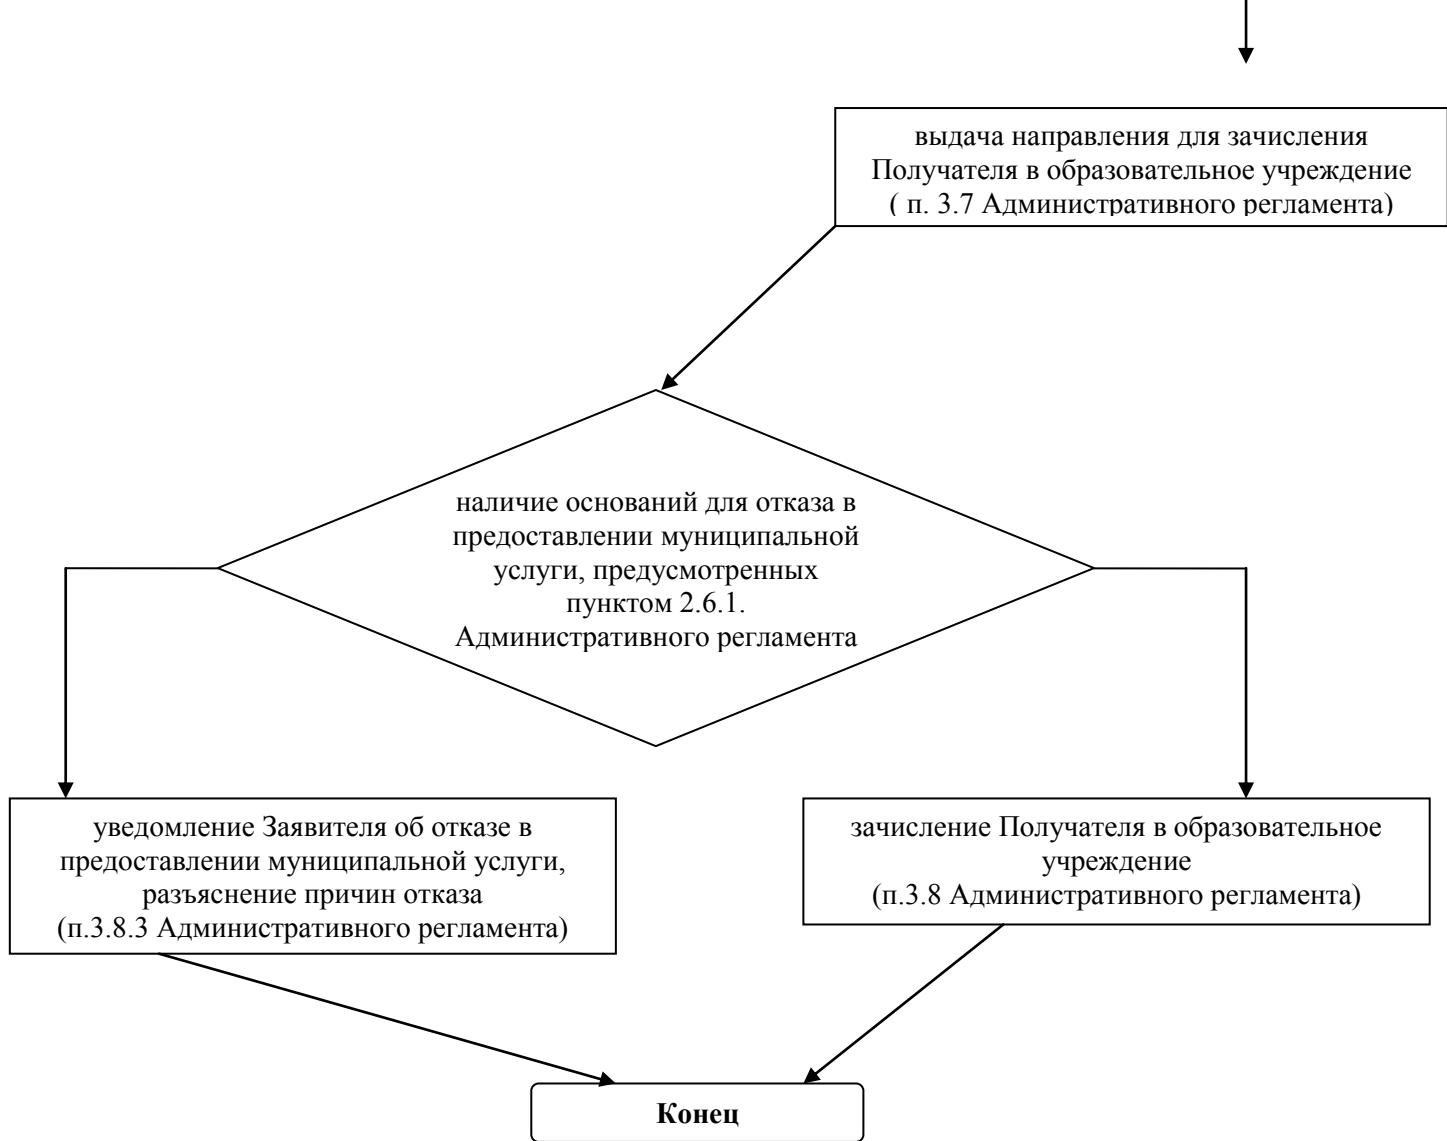 выдача направления для зачисления
Получателя в образовательное учреждение
( п. 3.7 Административного регламента)
наличие оснований для отказа в
предоставлении муниципальной
услуги, предусмотренных
пунктом 2.6.1.
Административного регламента
уведомление Заявителя об отказе в
предоставлении муниципальной услуги,
разъяснение причин отказа
(п.3.8.3 Административного регламента)
зачисление Получателя в образовательное
учреждение
(п.3.8 Административного регламента)
Конец